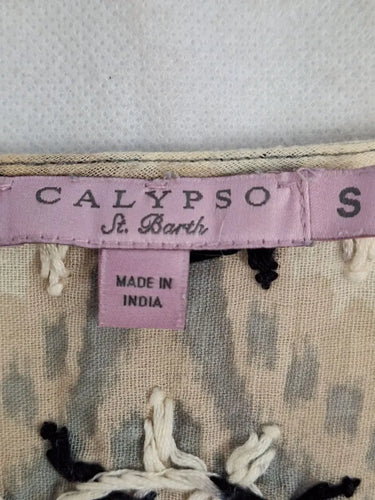 CALYPSO S
St. Barth
MADE IN
INDIA